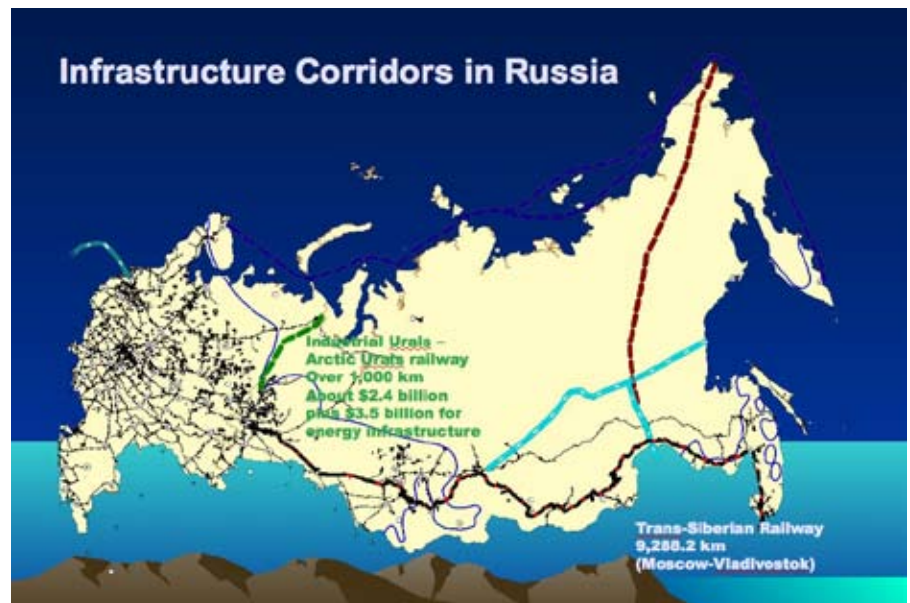 Infrastructure Corridors in Russia
Industrial Urals –
Arctic Urals railway
Over 1,000 km
About $2.4 billion
plus $3.5 billion for
energy infrastructure
Trans-Siberian Railway
9,288.2 km
(Moscow-Vladivostok)